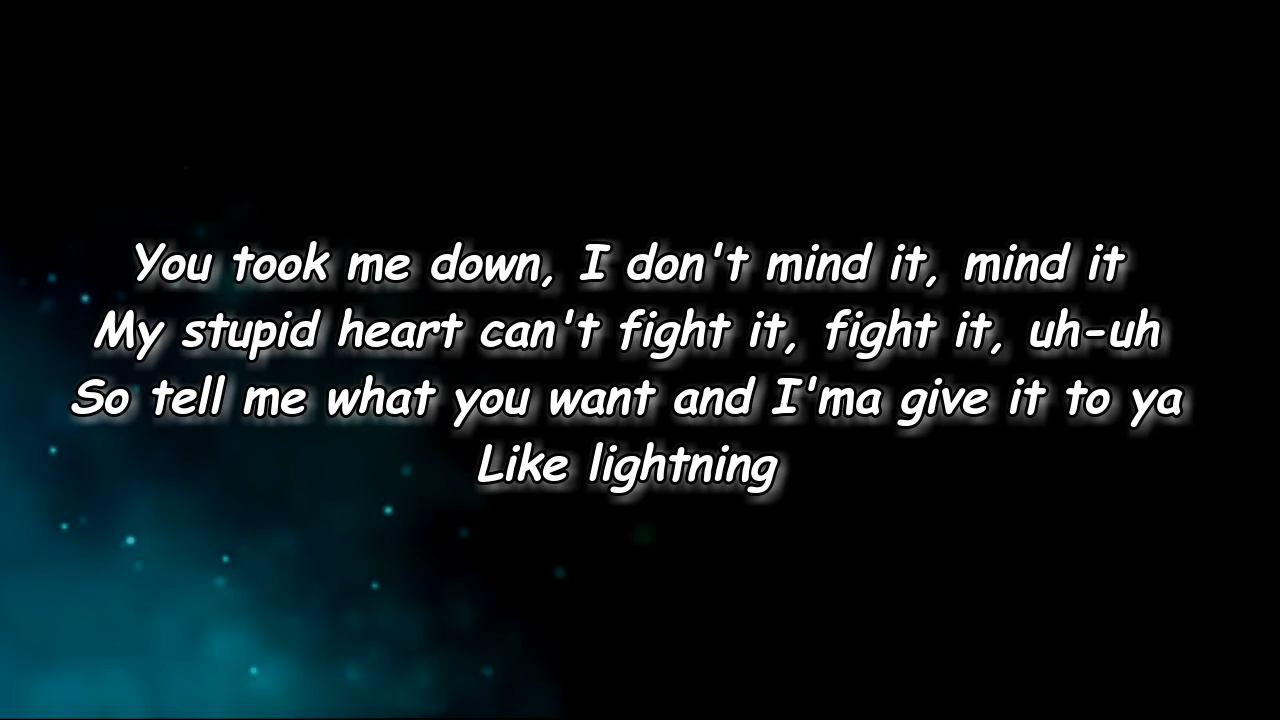 You took me down, I don't mind it, mind it
My stupid heart can't fight it, fight it, uh-uh
So tell me what you want and I'ma give it to ya
Like lightning